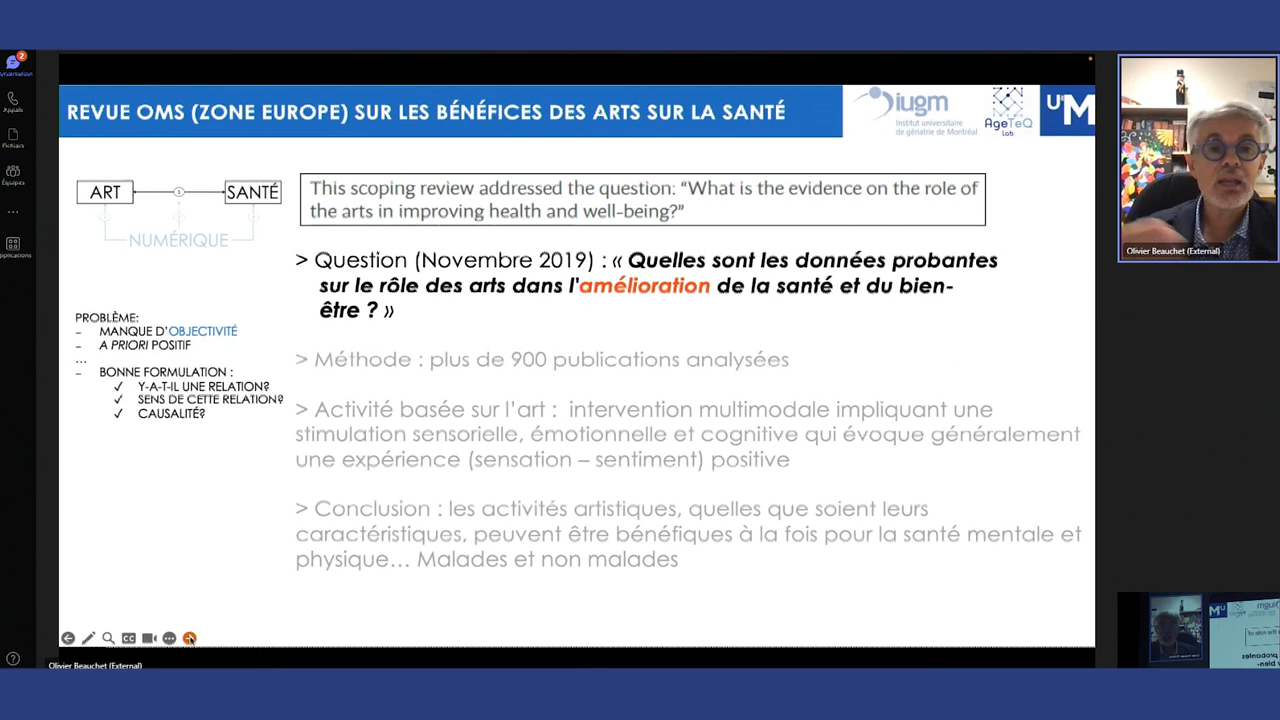 REVUE OMS (ZONE EUROPE) SUR LES BÉNÉFICES DES ARTS SUR LA SANTÉ
iugm
Institut universitaire
de gériatrie de Montréal
AgeTeQ
Lab
ART
1
SANTÉ
NUMÉRIQUE
This scoping review addressed the question: “What is the evidence on the role of
the arts in improving health and well-being?”
> Question (Novembre 2019) : « Quelles sont les données probantes
sur le rôle des arts dans l'amélioration de la santé et du bien-
être ? »
PROBLÈME:
– MANQUE D’OBJECTIVITÉ
– A PRIORI POSITIF
…
– BONNE FORMULATION :
✓ Y-A-T-IL UNE RELATION?
✓ SENS DE CETTE RELATION?
✓ CAUSALITÉ?
> Méthode : plus de 900 publications analysées
> Activité basée sur l’art : intervention multimodale impliquant une
stimulation sensorielle, émotionnelle et cognitive qui évoque généralement
une expérience (sensation – sentiment) positive
> Conclusion : les activités artistiques, quelles que soient leurs
caractéristiques, peuvent être bénéfiques à la fois pour la santé mentale et
physique… Malades et non malades
CC
Olivier Beauchet (External)
Olivier Beauchet (External)
2
Appels
Fichiers
Équipes